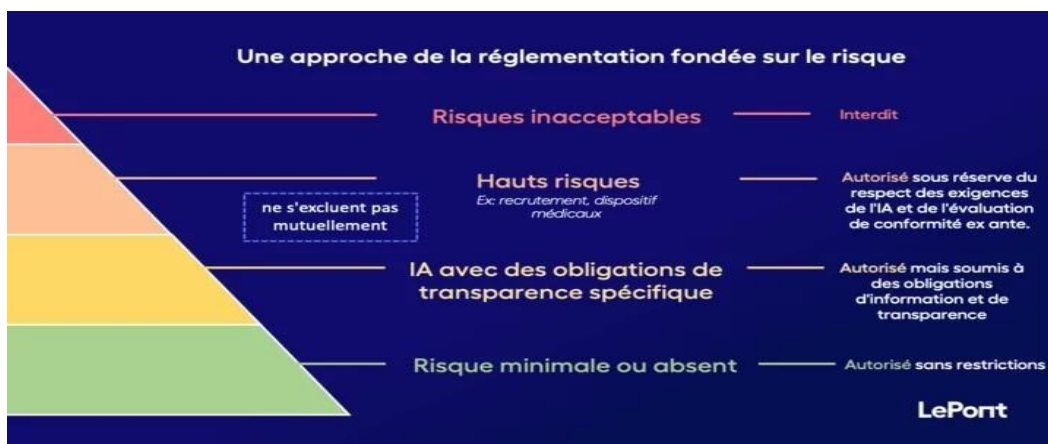 Une approche de la réglementation fondée sur le risque
Risques inacceptables
Interdit
Hauts risques
Ex: recrutement, dispositif
médicaux
Autorisé sous réserve du
respect des exigences
de l'IA et de l'évaluation
de conformité ex ante.
ne s'excluent pas
mutuellement
IA avec des obligations de
transparence spécifique
Autorisé mais soumis à
des obligations
d'information et de
transparence
Risque minimale ou absent
Autorisé sans restrictions
LePont